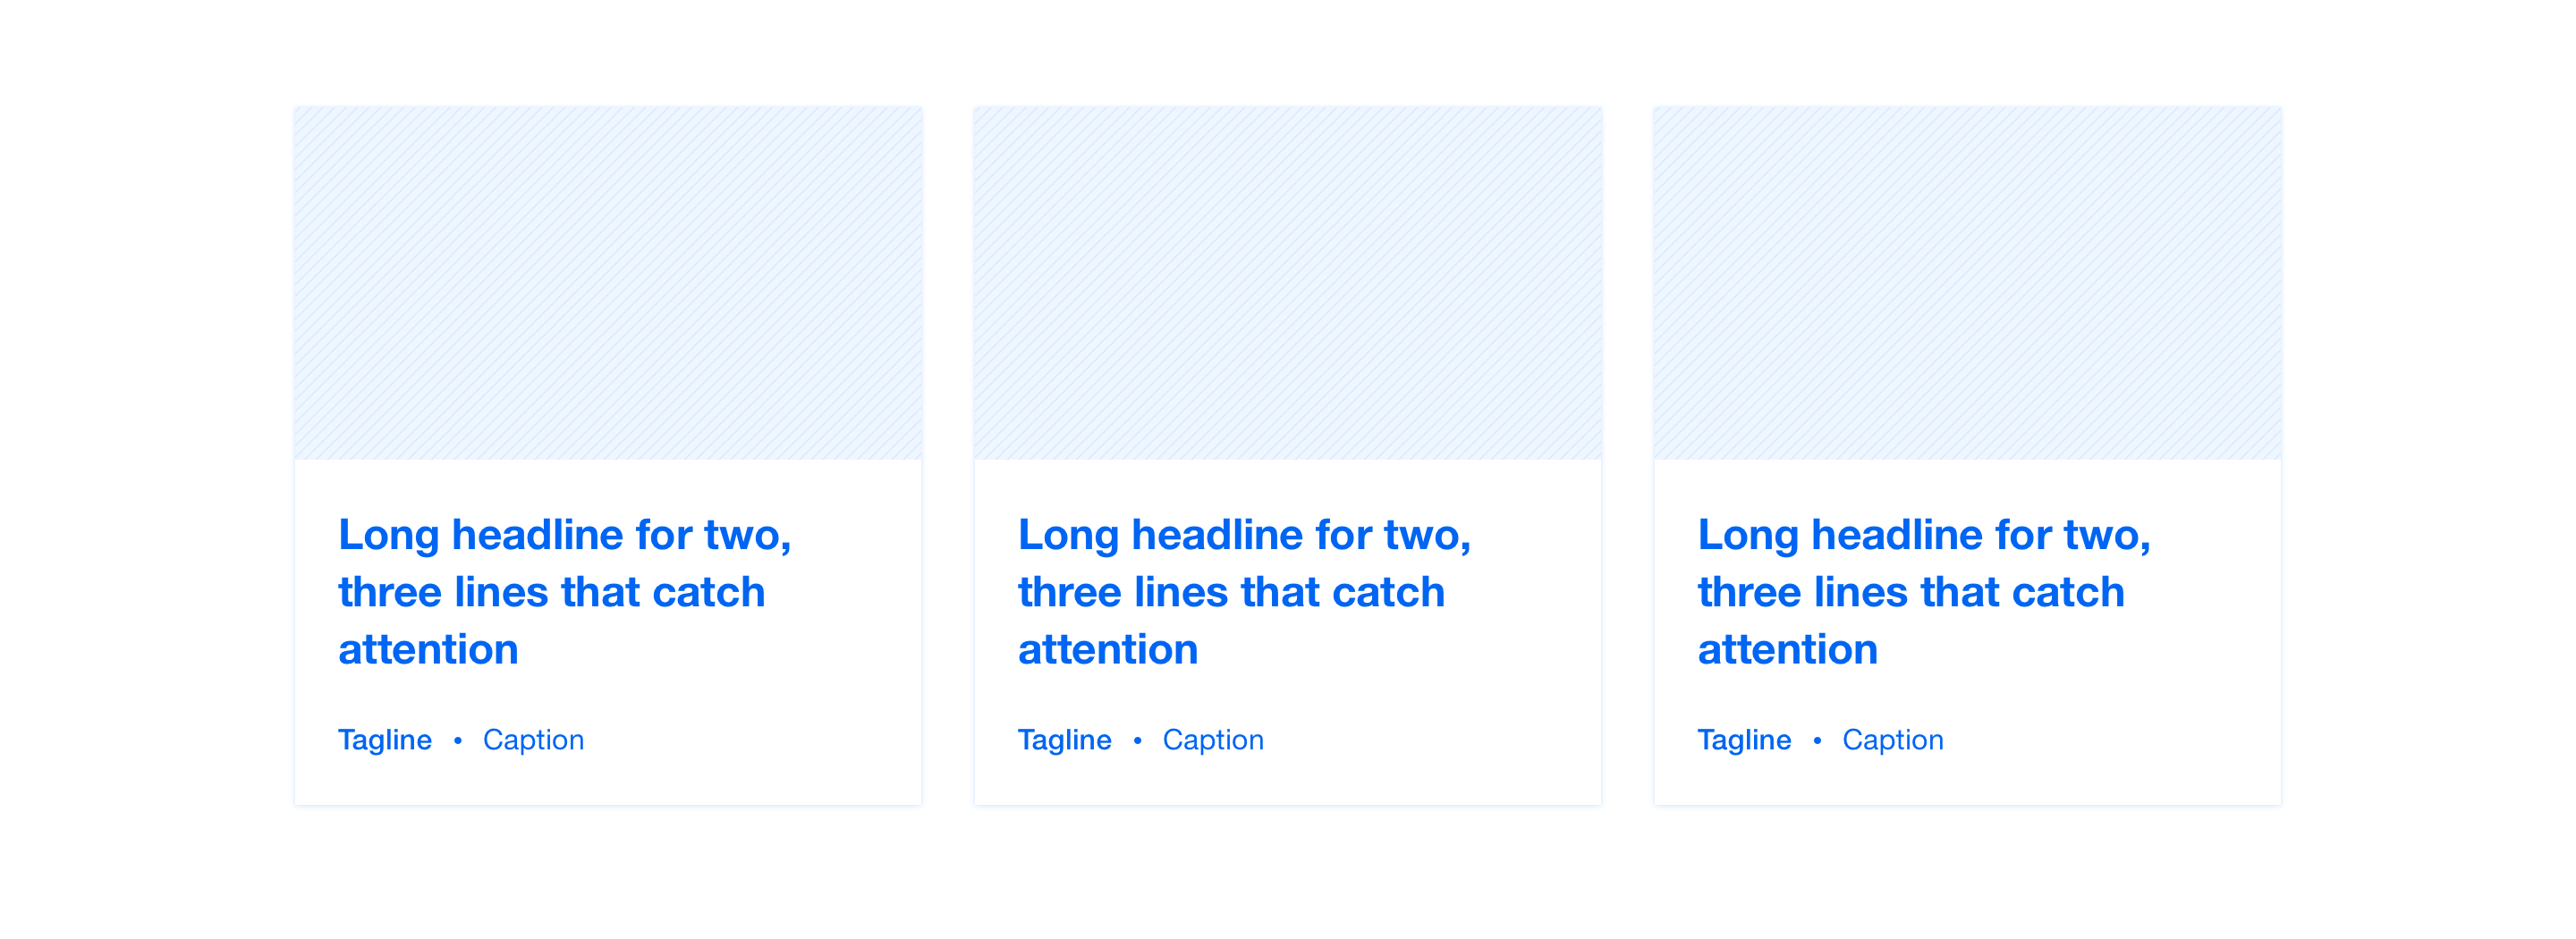 Long headline for two,
three lines that catch
attention
Tagline • Caption
Long headline for two,
three lines that catch
attention
Tagline • Caption
Long headline for two,
three lines that catch
attention
Tagline • Caption